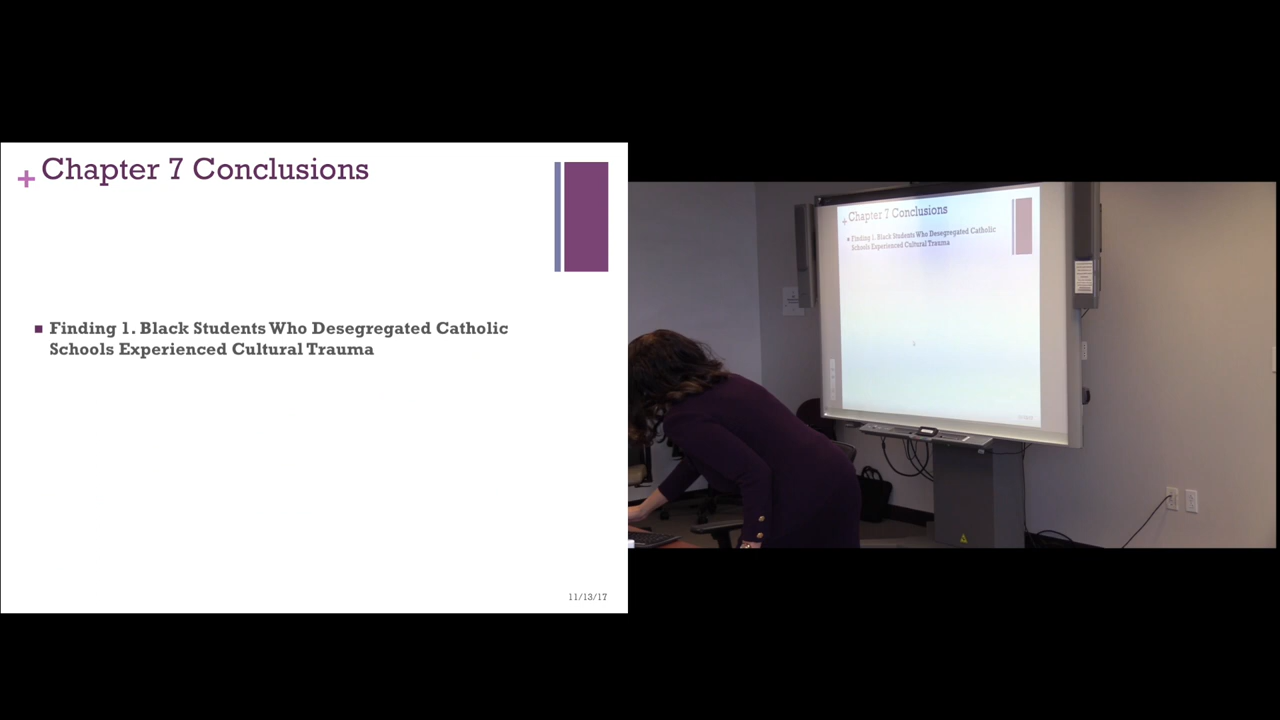 + Chapter 7 Conclusions
■ Finding 1. Black Students Who Desegregated Catholic
Schools Experienced Cultural Trauma
11/13/17
+ Chapter 7 Conclusions
■ Finding 1. Black Students Who Desegregated Catholic
Schools Experienced Cultural Trauma